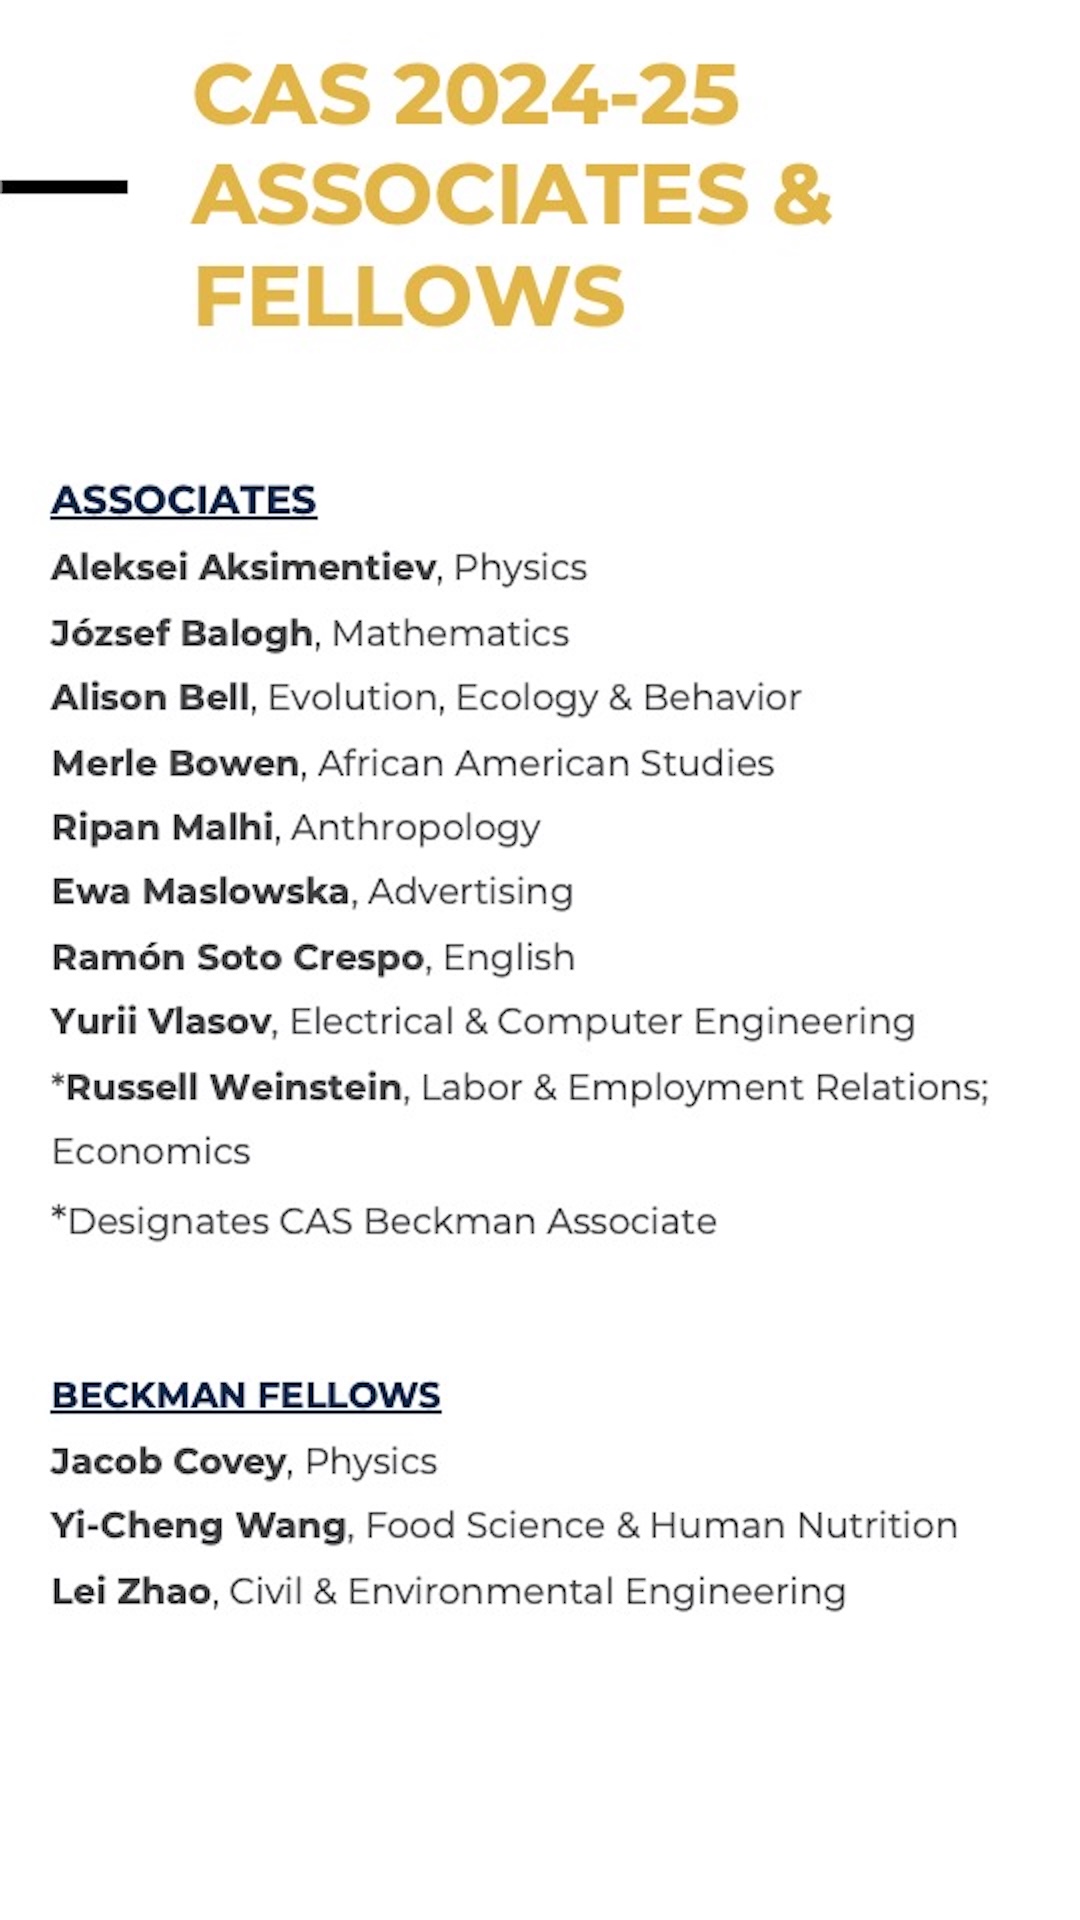 CAS 2024-25
ASSOCIATES &
FELLOWS
ASSOCIATES
Aleksei Aksimentiev, Physics
József Balogh, Mathematics
Alison Bell, Evolution, Ecology & Behavior
Merle Bowen, African American Studies
Ripan Malhi, Anthropology
Ewa Maslowska, Advertising
Ramón Soto Crespo, English
Yurii Vlasov, Electrical & Computer Engineering
*Russell Weinstein, Labor & Employment Relations;
Economics
*Designates CAS Beckman Associate
BECKMAN FELLOWS
Jacob Covey, Physics
Yi-Cheng Wang, Food Science & Human Nutrition
Lei Zhao, Civil & Environmental Engineering